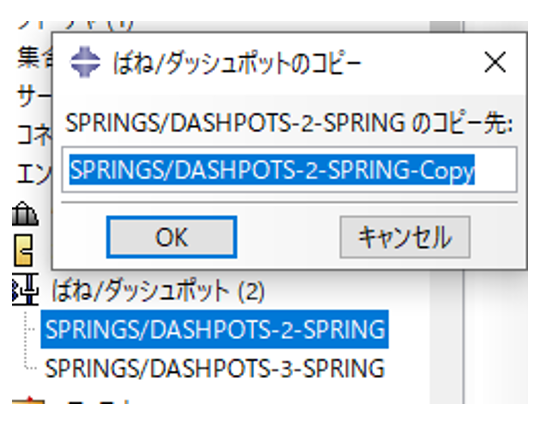 ばね/ダッシュポットのコピー
SPRINGS/DASHPOTS-2-SPRING のコピー先:
SPRINGS/DASHPOTS-2-SPRING-Copy
OK
キャンセル
集合
サー
コネ
エン
ばね/ダッシュポット (2)
SPRINGS/DASHPOTS-2-SPRING
SPRINGS/DASHPOTS-3-SPRING